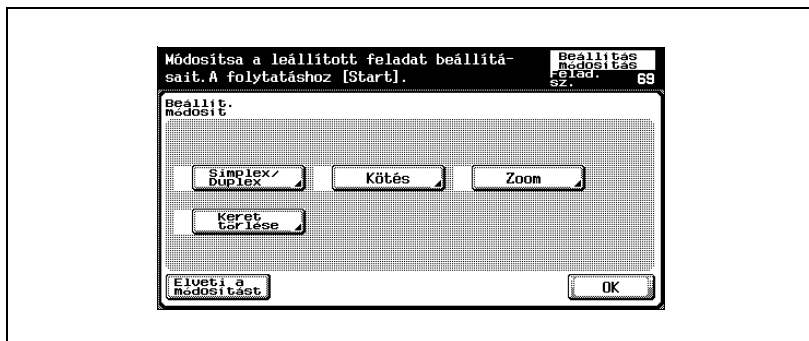 Módosítsa a leállított feladat beállítá-
sait.A folytatáshoz [Start].
Beállítás
módosítás
Felad.
sz. 69
Beállít.
módosít
Simplex/
Duplex
Kötés
Zoom
Keret
törlése
Elveti a
módosítást
OK